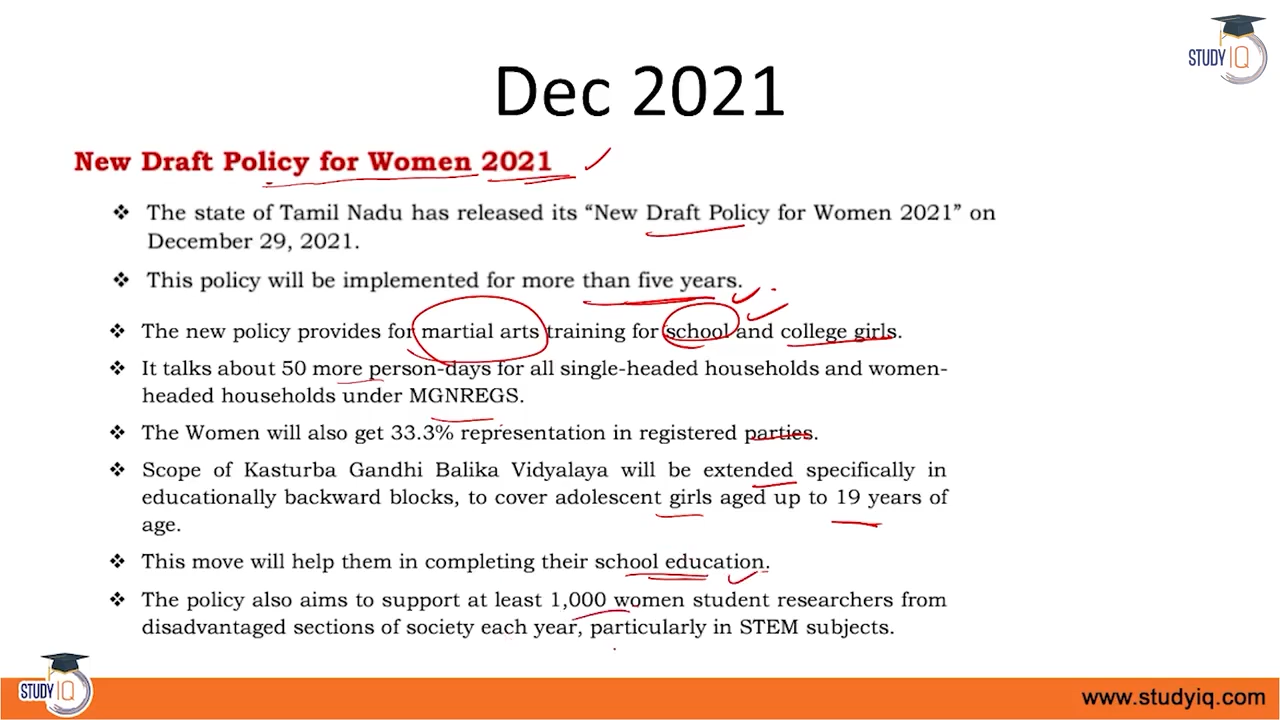 STUDY IQ
Dec 2021
New Draft Policy for Women 2021
❖ The state of Tamil Nadu has released its “New Draft Policy for Women 2021” on
December 29, 2021.
❖ This policy will be implemented for more than five years.
❖ The new policy provides for martial arts training for school and college girls.
❖ It talks about 50 more person-days for all single-headed households and women-
headed households under MGNREGS.
❖ The Women will also get 33.3% representation in registered parties.
❖ Scope of Kasturba Gandhi Balika Vidyalaya will be extended specifically in
educationally backward blocks, to cover adolescent girls aged up to 19 years of
age.
❖ This move will help them in completing their school education.
❖ The policy also aims to support at least 1,000 women student researchers from
disadvantaged sections of society each year, particularly in STEM subjects.
STUDY IQ
www.studyiq.com